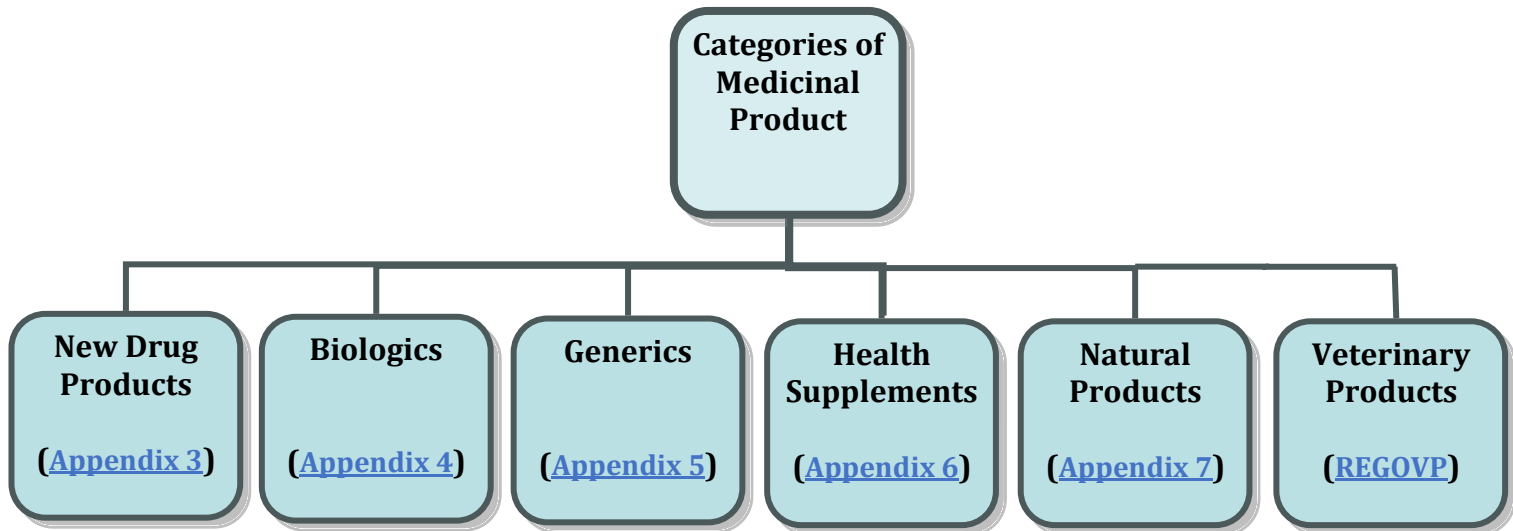 Categories of
Medicinal
Product
New Drug
Products
(Appendix 3)
Biologics
(Appendix 4)
Generics
(Appendix 5)
Health
Supplements
(Appendix 6)
Natural
Products
(Appendix 7)
Veterinary
Products
(REGOVP)